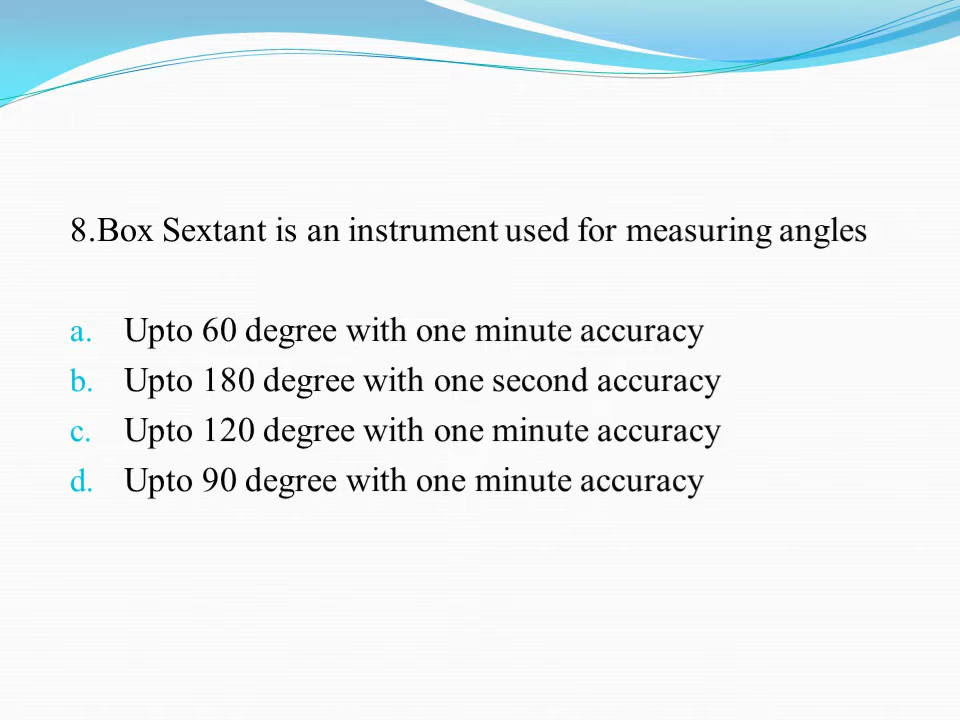 8.Box Sextant is an instrument used for measuring angles
a. Upto 60 degree with one minute accuracy
b. Upto 180 degree with one second accuracy
c. Upto 120 degree with one minute accuracy
d. Upto 90 degree with one minute accuracy